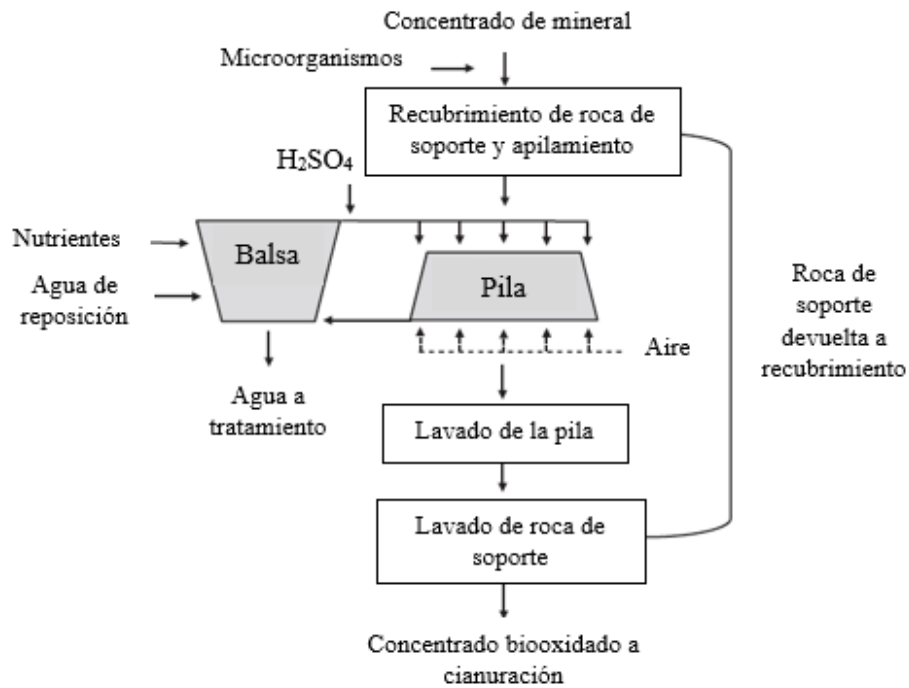 Concentrado de mineral
Microorganismos
Recubrimiento de roca de
soporte y apilamiento
H₂SO₄
Nutrientes
Balsa
Agua de
reposición
Pila
Roca de
soporte
devuelta a
recubrimiento
Aire
Agua a
tratamiento
Lavado de la pila
Lavado de roca de
soporte
Concentrado biooxidado a
cianuración